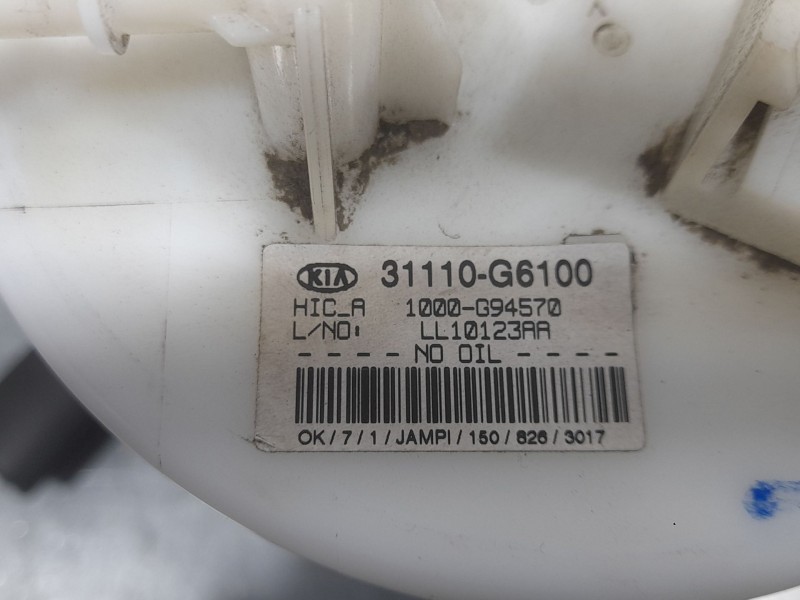 KIA 31110-G6100
HIC_A 1000-G94570
L/NO: LL10123AA
- - - - NO OIL - - - -
OK / 7 / 1 / JAMPI / 150 / 626 / 3017